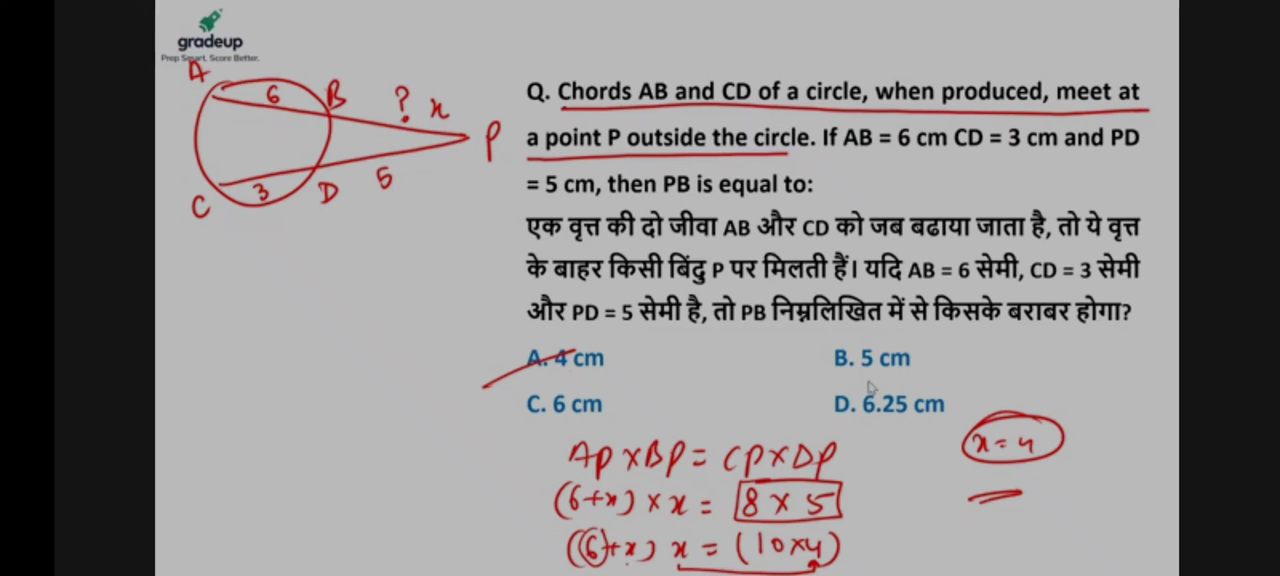 gradeup
Prep Smart. Score Better.
A
6
B
?
x
P
5
C
3
D
Q. Chords AB and CD of a circle, when produced, meet at
a point P outside the circle. If AB = 6 cm CD = 3 cm and PD
= 5 cm, then PB is equal to:
एक वृत्त की दो जीवा AB और CD को जब बढाया जाता है, तो ये वृत्त
के बाहर किसी बिंदु P पर मिलती हैं। यदि AB = 6 सेमी, CD = 3 सेमी
और PD = 5 सेमी है, तो PB निम्नलिखित में से किसके बराबर होगा?
A. 4 cm
B. 5 cm
C. 6 cm
D. 6.25 cm
AP × BP = CP × DP
(6+x) × x = 8 × 5
(6+x) x = (10×4)
x = 4